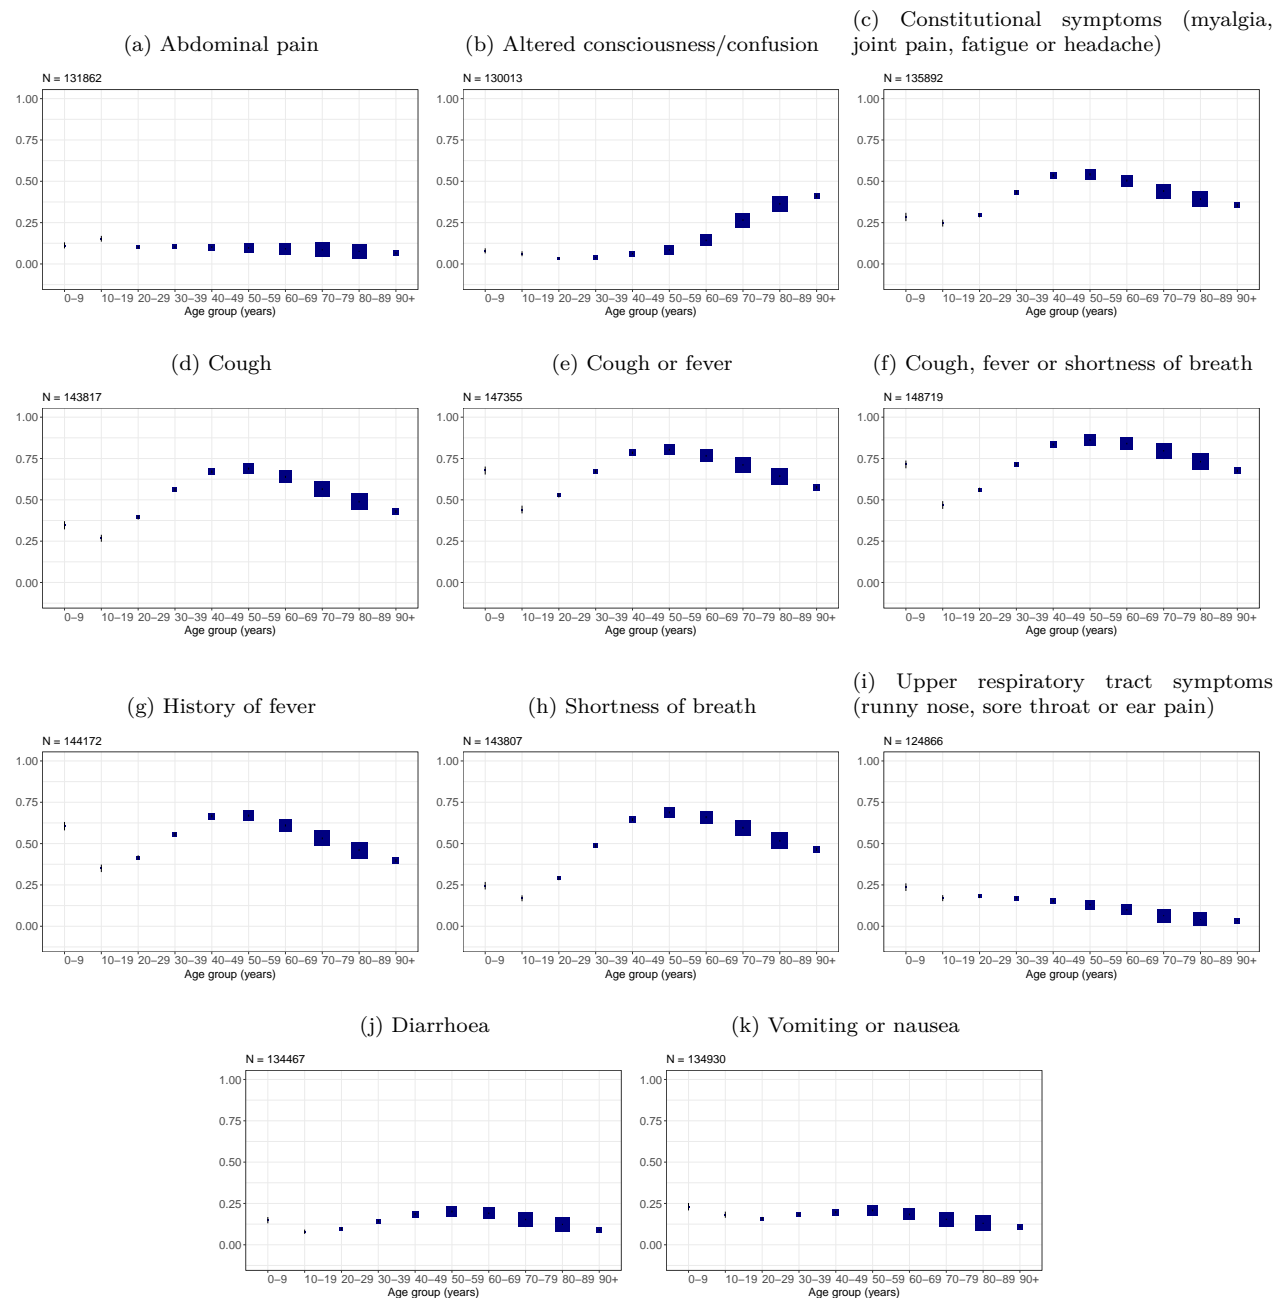 (a) Abdominal pain
N = 131862
1.00
0.75
0.50
0.25
0.00
0–9 10–19 20–29 30–39 40–49 50–59 60–69 70–79 80–89 90+
Age group (years)
(b) Altered consciousness/confusion
N = 130013
1.00
0.75
0.50
0.25
0.00
0–9 10–19 20–29 30–39 40–49 50–59 60–69 70–79 80–89 90+
Age group (years)
(c) Constitutional symptoms (myalgia,
joint pain, fatigue or headache)
N = 135892
1.00
0.75
0.50
0.25
0.00
0–9 10–19 20–29 30–39 40–49 50–59 60–69 70–79 80–89 90+
Age group (years)
(d) Cough
N = 143817
1.00
0.75
0.50
0.25
0.00
0–9 10–19 20–29 30–39 40–49 50–59 60–69 70–79 80–89 90+
Age group (years)
(e) Cough or fever
N = 147355
1.00
0.75
0.50
0.25
0.00
0–9 10–19 20–29 30–39 40–49 50–59 60–69 70–79 80–89 90+
Age group (years)
(f) Cough, fever or shortness of breath
N = 148719
1.00
0.75
0.50
0.25
0.00
0–9 10–19 20–29 30–39 40–49 50–59 60–69 70–79 80–89 90+
Age group (years)
(g) History of fever
N = 144172
1.00
0.75
0.50
0.25
0.00
0–9 10–19 20–29 30–39 40–49 50–59 60–69 70–79 80–89 90+
Age group (years)
(h) Shortness of breath
N = 143807
1.00
0.75
0.50
0.25
0.00
0–9 10–19 20–29 30–39 40–49 50–59 60–69 70–79 80–89 90+
Age group (years)
(i) Upper respiratory tract symptoms
(runny nose, sore throat or ear pain)
N = 124866
1.00
0.75
0.50
0.25
0.00
0–9 10–19 20–29 30–39 40–49 50–59 60–69 70–79 80–89 90+
Age group (years)
(j) Diarrhoea
N = 134467
1.00
0.75
0.50
0.25
0.00
0–9 10–19 20–29 30–39 40–49 50–59 60–69 70–79 80–89 90+
Age group (years)
(k) Vomiting or nausea
N = 134930
1.00
0.75
0.50
0.25
0.00
0–9 10–19 20–29 30–39 40–49 50–59 60–69 70–79 80–89 90+
Age group (years)